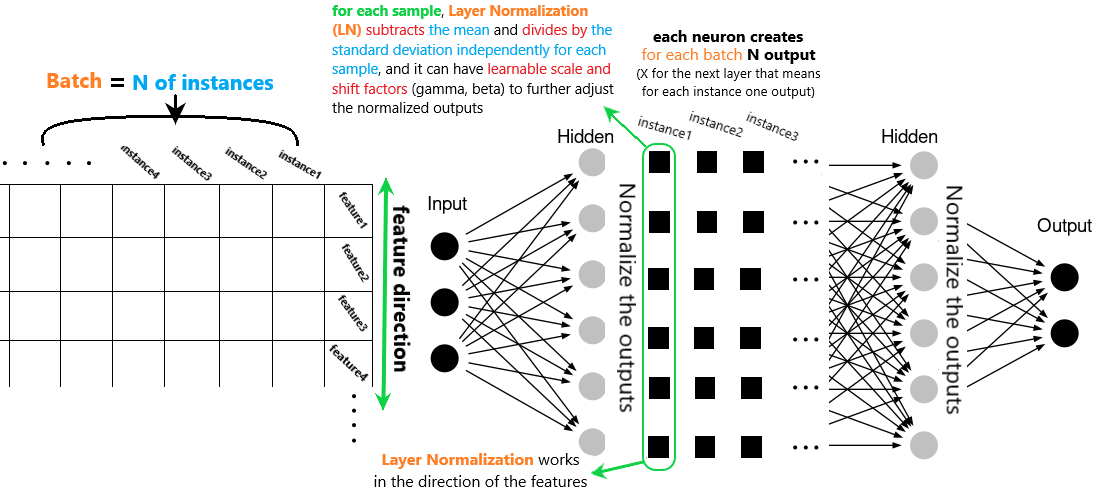 for each sample, Layer Normalization
(LN) subtracts the mean and divides by the
standard deviation independently for each
sample, and it can have learnable scale and
shift factors (gamma, beta) to further adjust
the normalized outputs
each neuron creates
for each batch N output
(X for the next layer that means
for each instance one output)
Batch = N of instances
instance4
instance3
instance2
instance1
feature1
feature2
feature3
feature4
feature direction
Input
Hidden
Normalize the outputs
instance1
instance2
instance3
Hidden
Normalize the outputs
Output
Layer Normalization works
in the direction of the features